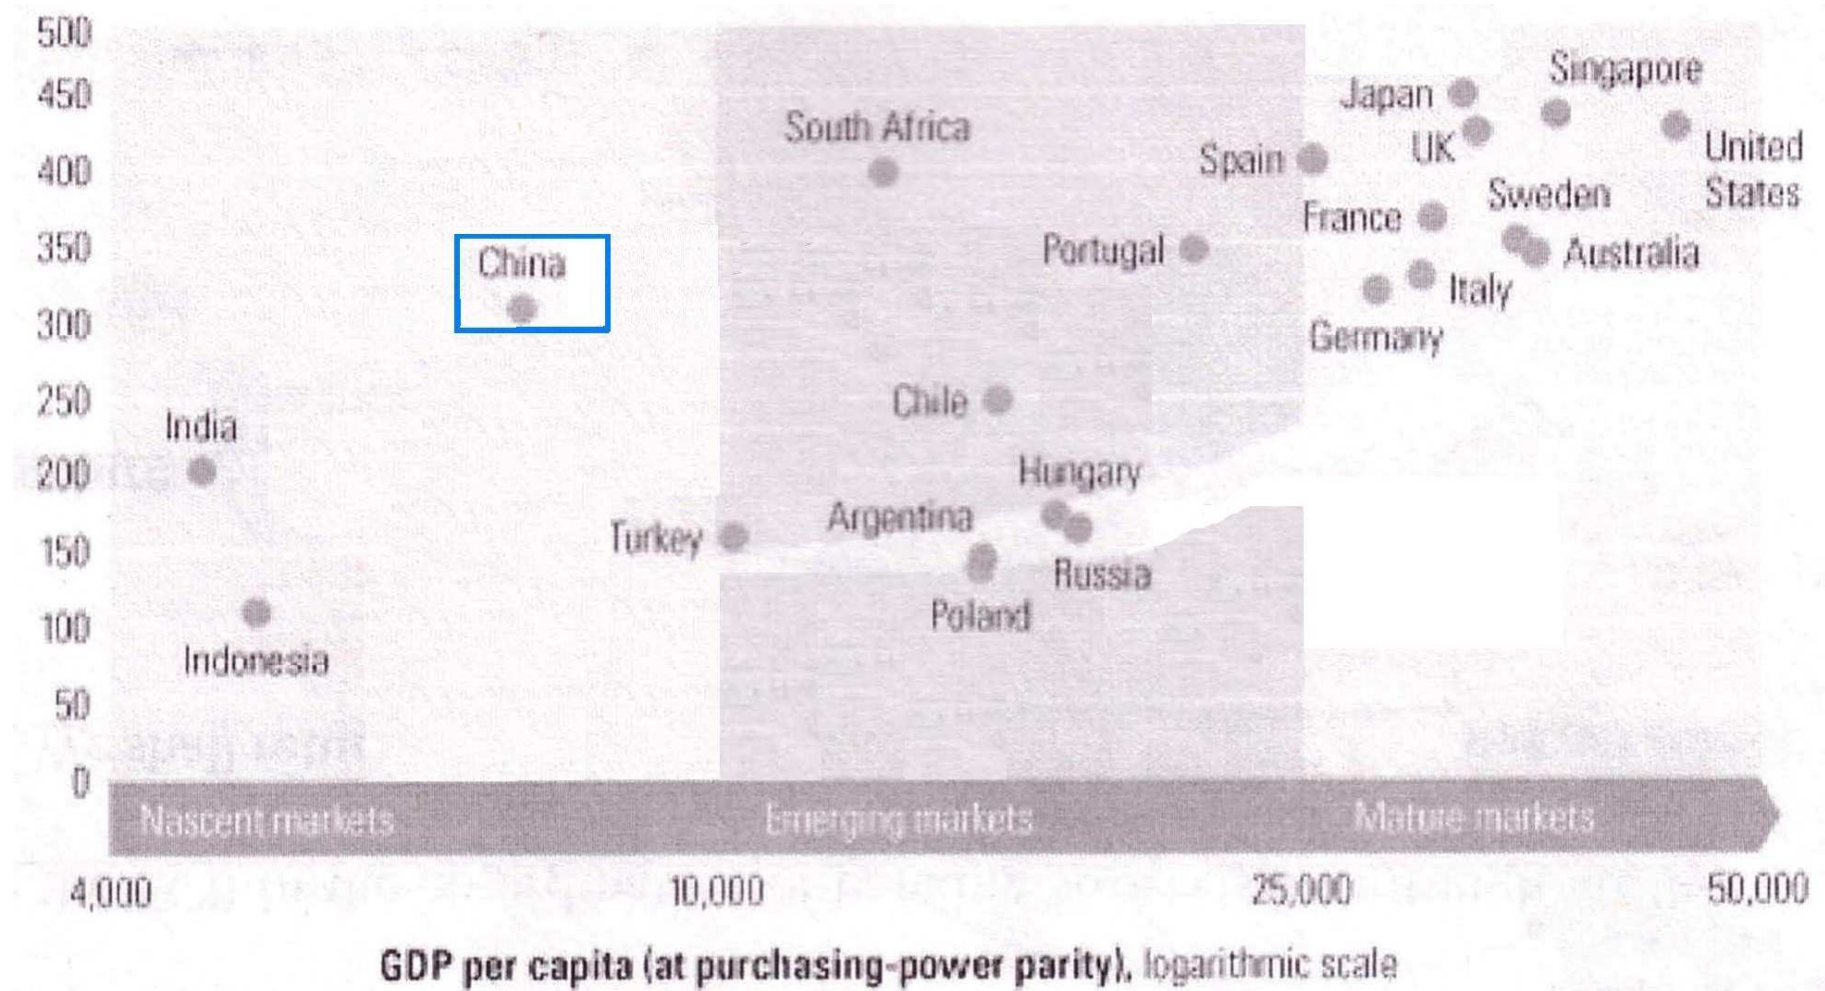 500
450
400
350
300
250
200
150
100
50
0
Singapore
Japan
South Africa
UK
United
States
Spain
Sweden
France
Portugal
Australia
China
Italy
Germany
Chile
India
Hungary
Argentina
Turkey
Russia
Poland
Indonesia
Nascent markets
Emerging markets
Mature markets
4,000
10,000
25,000
50,000
GDP per capita (at purchasing-power parity), logarithmic scale